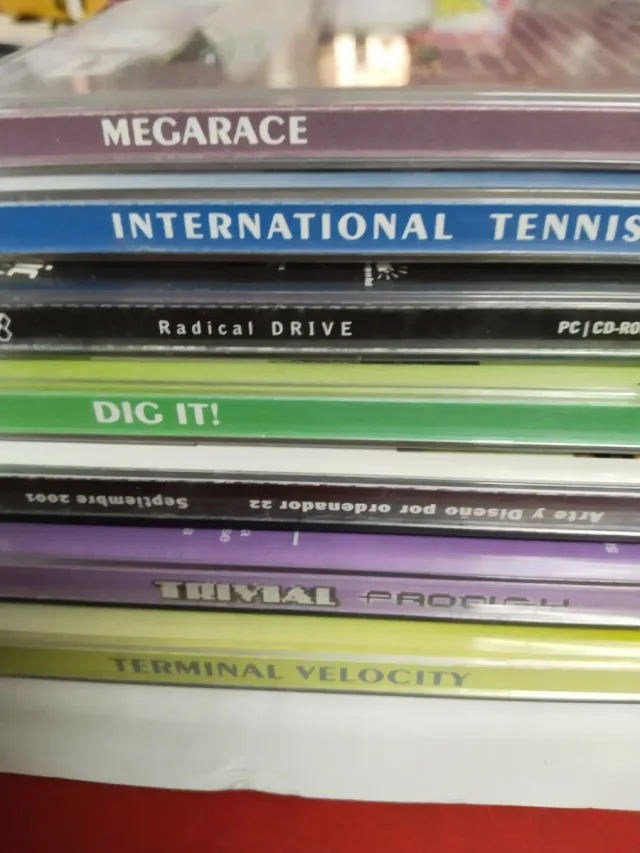 MEGARACE
INTERNATIONAL TENNIS
Radical DRIVE PC | CD-RO
DIG IT!
Arte y Diseño por ordenador 22 Septiembre 2001
TRIVIAL
TERMINAL VELOCITY